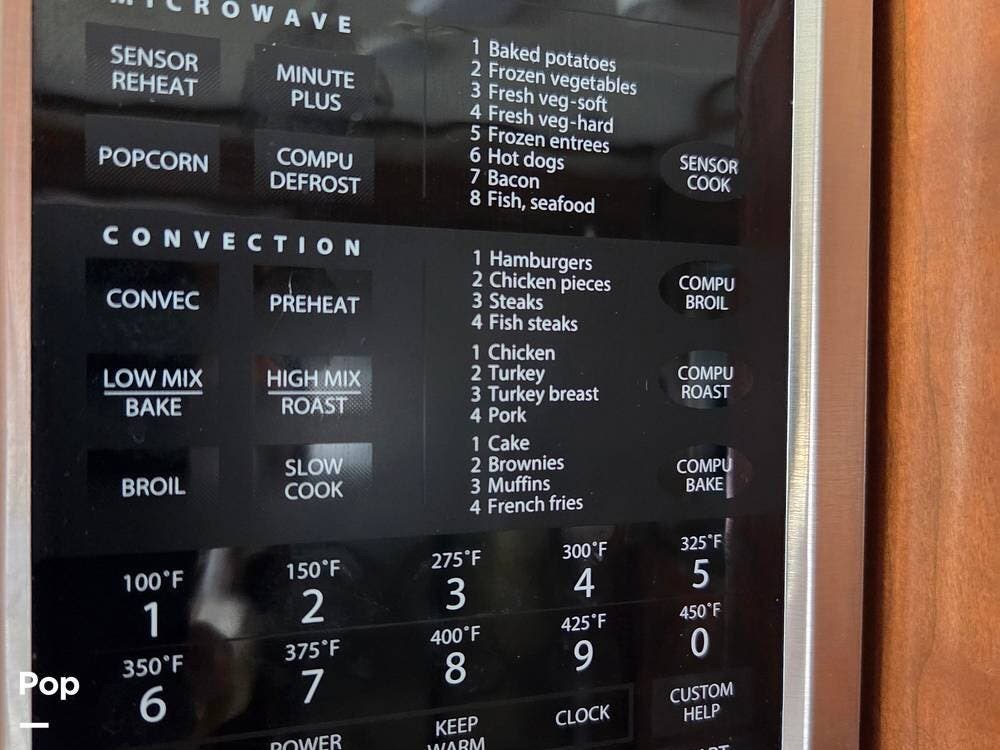 MICROWAVE
SENSOR
REHEAT
MINUTE
PLUS
POPCORN
COMPU
DEFROST
1 Baked potatoes
2 Frozen vegetables
3 Fresh veg-soft
4 Fresh veg-hard
5 Frozen entrees
6 Hot dogs
7 Bacon
8 Fish, seafood
SENSOR
COOK
CONVECTION
CONVEC
PREHEAT
LOW MIX
BAKE
HIGH MIX
ROAST
BROIL
SLOW
COOK
1 Hamburgers
2 Chicken pieces
3 Steaks
4 Fish steaks
COMPU
BROIL
1 Chicken
2 Turkey
3 Turkey breast
4 Pork
COMPU
ROAST
1 Cake
2 Brownies
3 Muffins
4 French fries
COMPU
BAKE
100°F
1
150°F
2
275°F
3
300°F
4
325°F
5
350°F
6
375°F
7
400°F
8
425°F
9
450°F
0
POWER
KEEP
WARM
CLOCK
CUSTOM
HELP
Pop